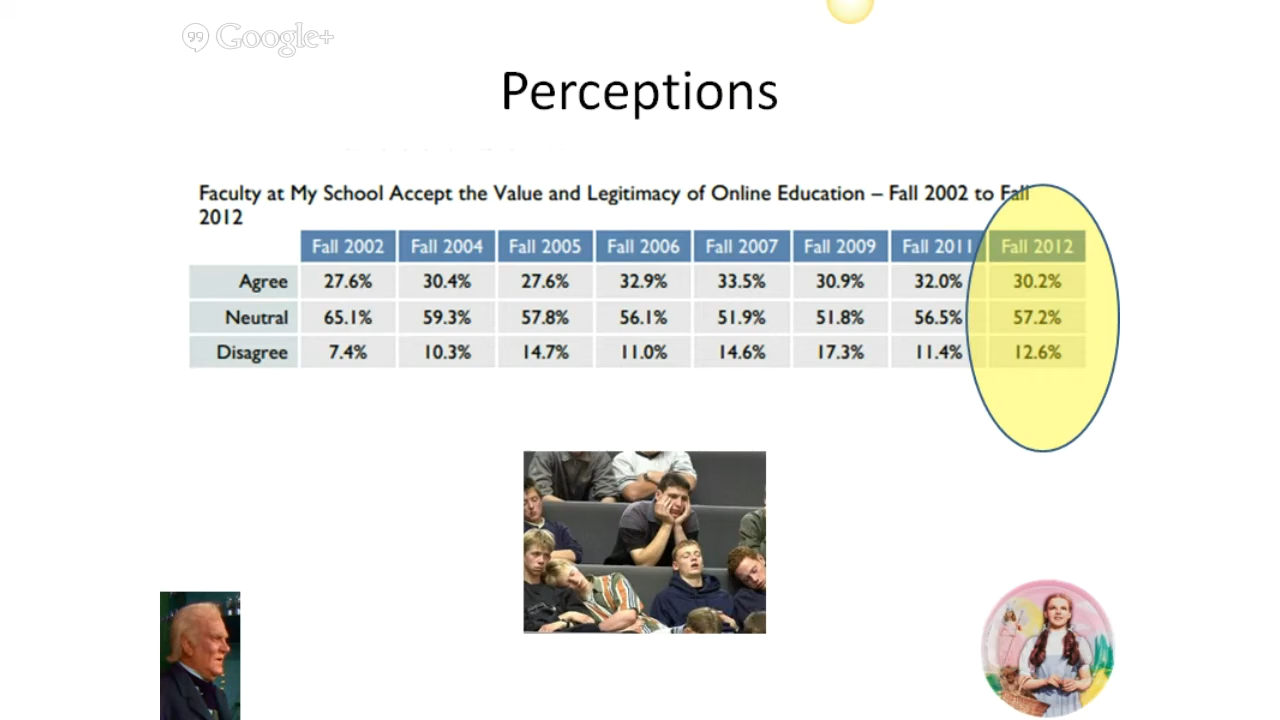 Google+
Perceptions
Faculty at My School Accept the Value and Legitimacy of Online Education – Fall 2002 to Fall
2012
Fall 2002 Fall 2004 Fall 2005 Fall 2006 Fall 2007 Fall 2009 Fall 2011 Fall 2012
Agree 27.6% 30.4% 27.6% 32.9% 33.5% 30.9% 32.0% 30.2%
Neutral 65.1% 59.3% 57.8% 56.1% 51.9% 51.8% 56.5% 57.2%
Disagree 7.4% 10.3% 14.7% 11.0% 14.6% 17.3% 11.4% 12.6%